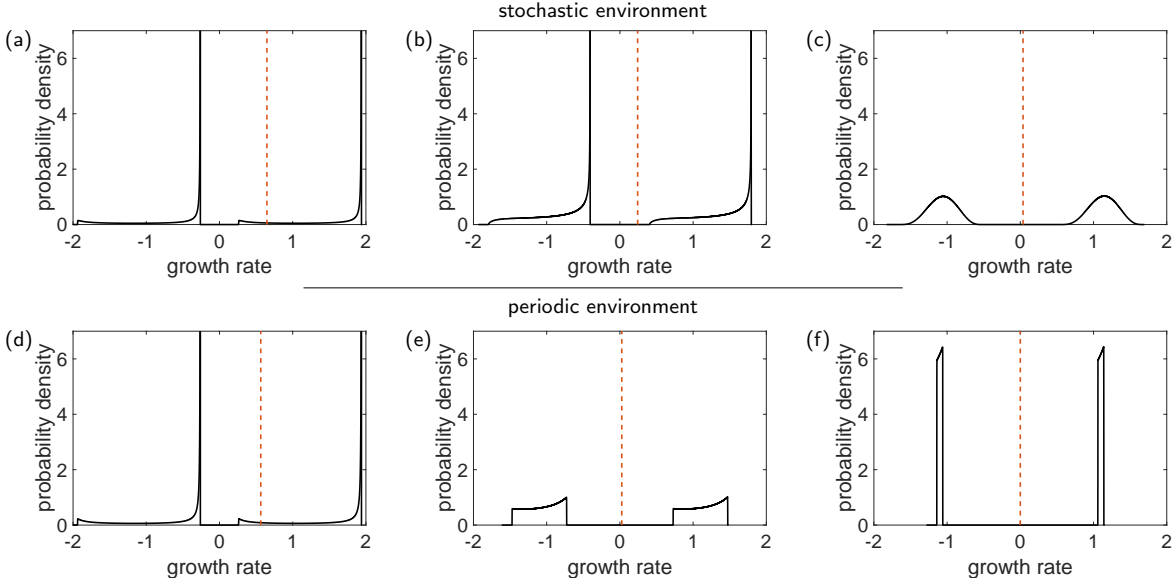 stochastic environment
(a)
probability density
6
4
2
0
-2 -1 0 1 2
growth rate
(b)
probability density
6
4
2
0
-2 -1 0 1 2
growth rate
(c)
probability density
6
4
2
0
-2 -1 0 1 2
growth rate
periodic environment
(d)
probability density
6
4
2
0
-2 -1 0 1 2
growth rate
(e)
probability density
6
4
2
0
-2 -1 0 1 2
growth rate
(f)
probability density
6
4
2
0
-2 -1 0 1 2
growth rate